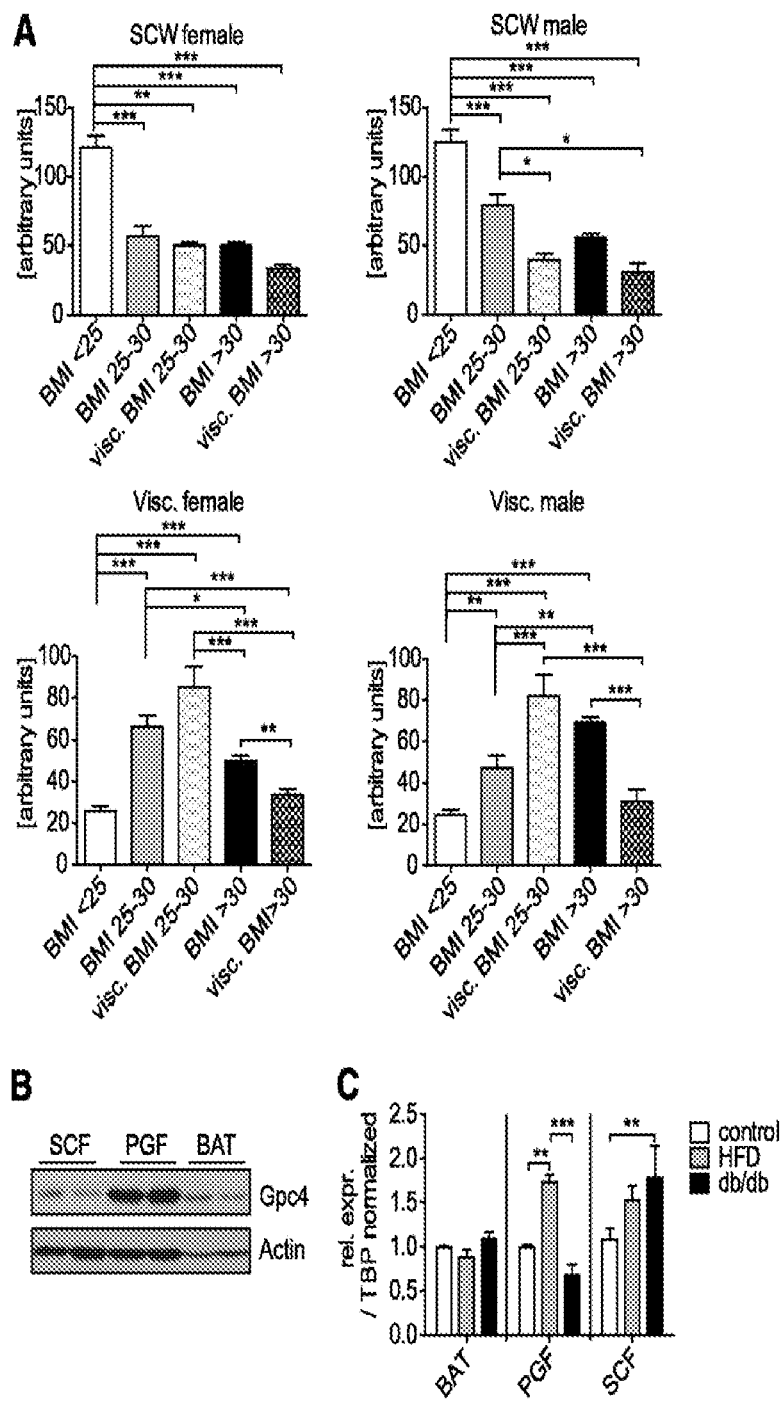 A
SCW female
SCW male
***
***
**
***
***
***
***
***
*
*
[arbitrary units]
150
100
50
0
BMI <25
BMI 25-30
visc. BMI 25-30
BMI >30
visc. BMI >30
[arbitrary units]
150
100
50
0
BMI <25
BMI 25-30
visc. BMI 25-30
BMI >30
visc. BMI >30
Visc. female
Visc. male
***
***
***
***
*
***
***
**
***
***
**
**
***
***
***
[arbitrary units]
100
80
60
40
20
0
BMI <25
BMI 25-30
visc. BMI 25-30
BMI >30
visc. BMI>30
[arbitrary units]
100
80
60
40
20
0
BMI <25
BMI 25-30
visc. BMI 25-30
BMI >30
visc. BMI >30
B
SCF PGF BAT
Gpc4
Actin
C
rel. expr.
/ TBP normalized
2.5
2.0
1.5
1.0
0.5
0.0
**
***
**
BAT
PGF
SCF
control
HFD
db/db